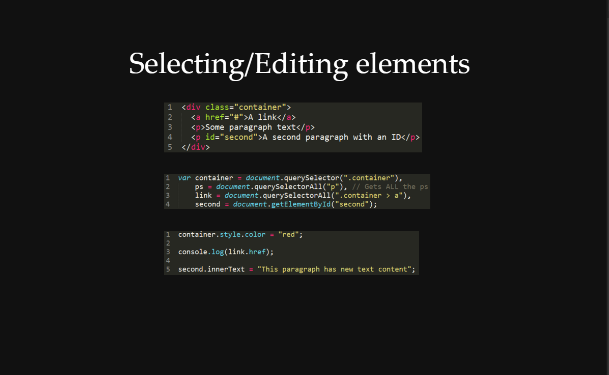 Selecting/Editing elements
1 <div class="container">
2 <a href="#">A link</a>
3 <p>Some paragraph text</p>
4 <p id="second">A second paragraph with an ID</p>
5 </div>
1 var container = document.querySelector(".container"),
2 ps = document.querySelectorAll("p"), // Gets ALL the ps
3 link = document.querySelectorAll(".container > a"),
4 second = document.getElementById("second");
1 container.style.color = "red";
2
3 console.log(link.href);
4
5 second.innerText = "This paragraph has new text content";